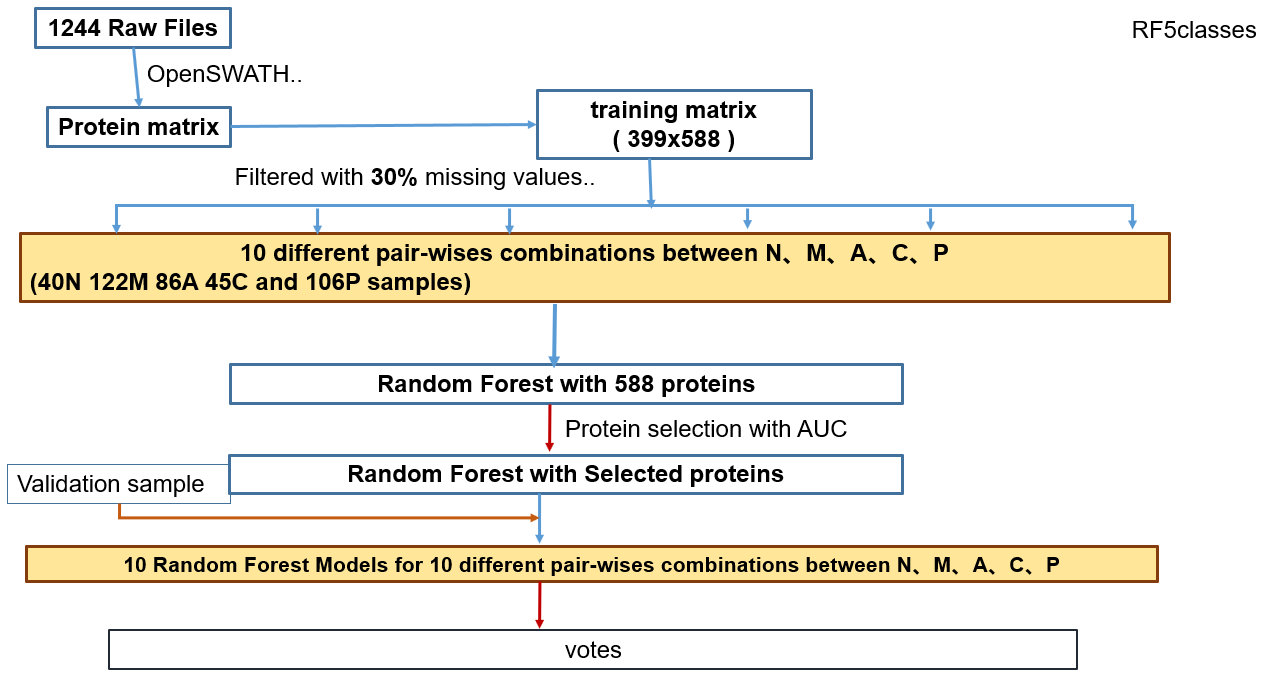 1244 Raw Files
RF5classes
OpenSWATH..
Protein matrix
training matrix
( 399x588 )
Filtered with 30% missing values..
10 different pair-wises combinations between N、M、A、C、P
(40N 122M 86A 45C and 106P samples)
Random Forest with 588 proteins
Protein selection with AUC
Random Forest with Selected proteins
Validation sample
10 Random Forest Models for 10 different pair-wises combinations between N、M、A、C、P
votes